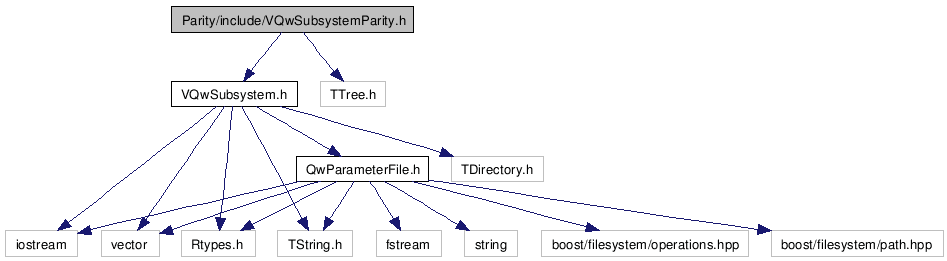 Parity/include/VQwSubsystemParity.h
VQwSubsystem.h
TTree.h
QwParameterFile.h
TDirectory.h
iostream
vector
Rtypes.h
TString.h
fstream
string
boost/filesystem/operations.hpp
boost/filesystem/path.hpp